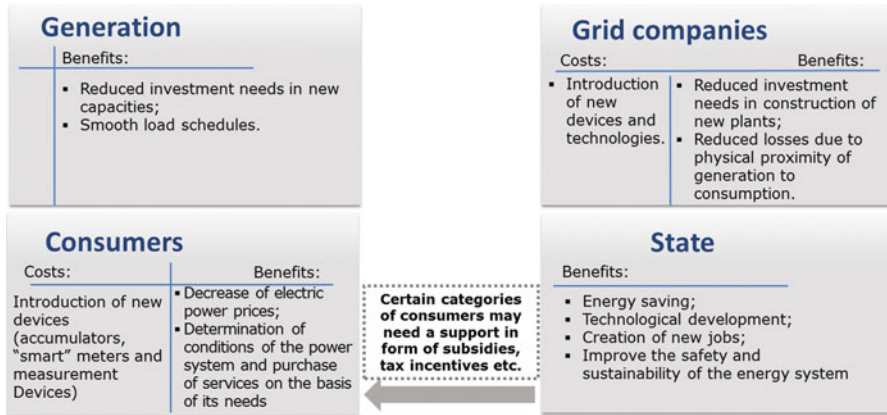 Generation
Benefits:
▪ Reduced investment needs in new
capacities;
▪ Smooth load schedules.
Grid companies
Costs:
▪ Introduction
of new
devices and
technologies.
Benefits:
▪ Reduced investment
needs in construction of
new plants;
▪ Reduced losses due to
physical proximity of
generation to
consumption.
Consumers
Costs:
Introduction of new
devices
(accumulators,
"smart" meters and
measurement
Devices)
Benefits:
▪ Decrease of electric
power prices;
▪ Determination of
conditions of the power
system and purchase
of services on the basis
of its needs
Certain categories
of consumers may
need a support in
form of subsidies,
tax incentives etc.
State
Benefits:
▪ Energy saving;
▪ Technological development;
▪ Creation of new jobs;
▪ Improve the safety and
sustainability of the energy system